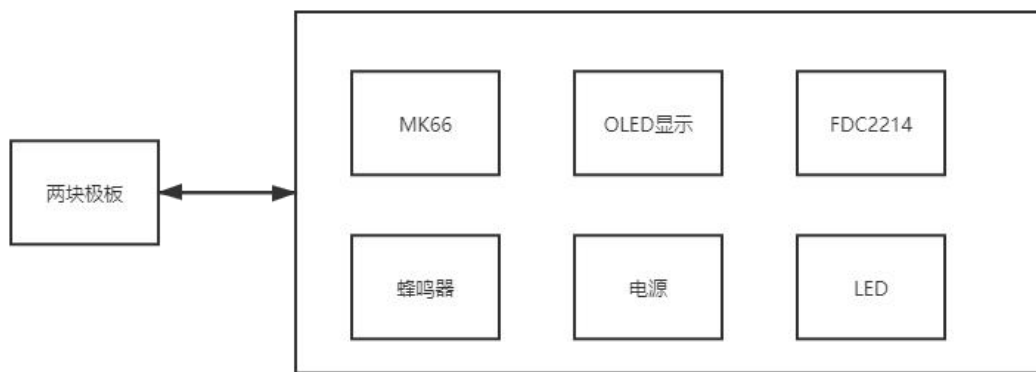 MK66
OLED显示
FDC2214
两块极板
蜂鸣器
电源
LED